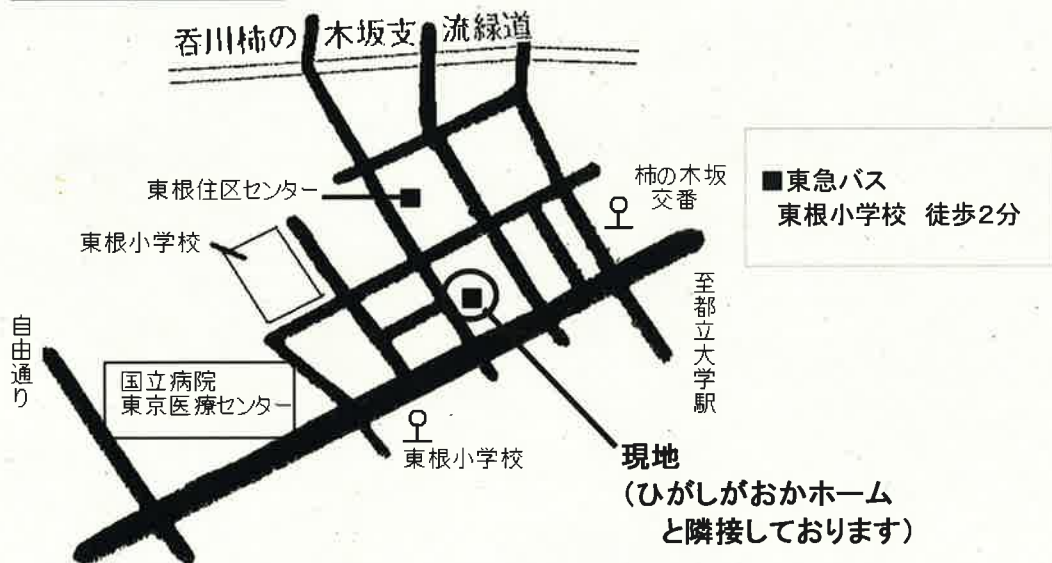 呑川柿の木坂支流緑道
東根住区センター
柿の木坂
交番
■東急バス
東根小学校 徒歩2分
東根小学校
至都立大学駅
自由通り
国立病院
東京医療センター
東根小学校
現地
（ひがしがおかホーム
と隣接しております）